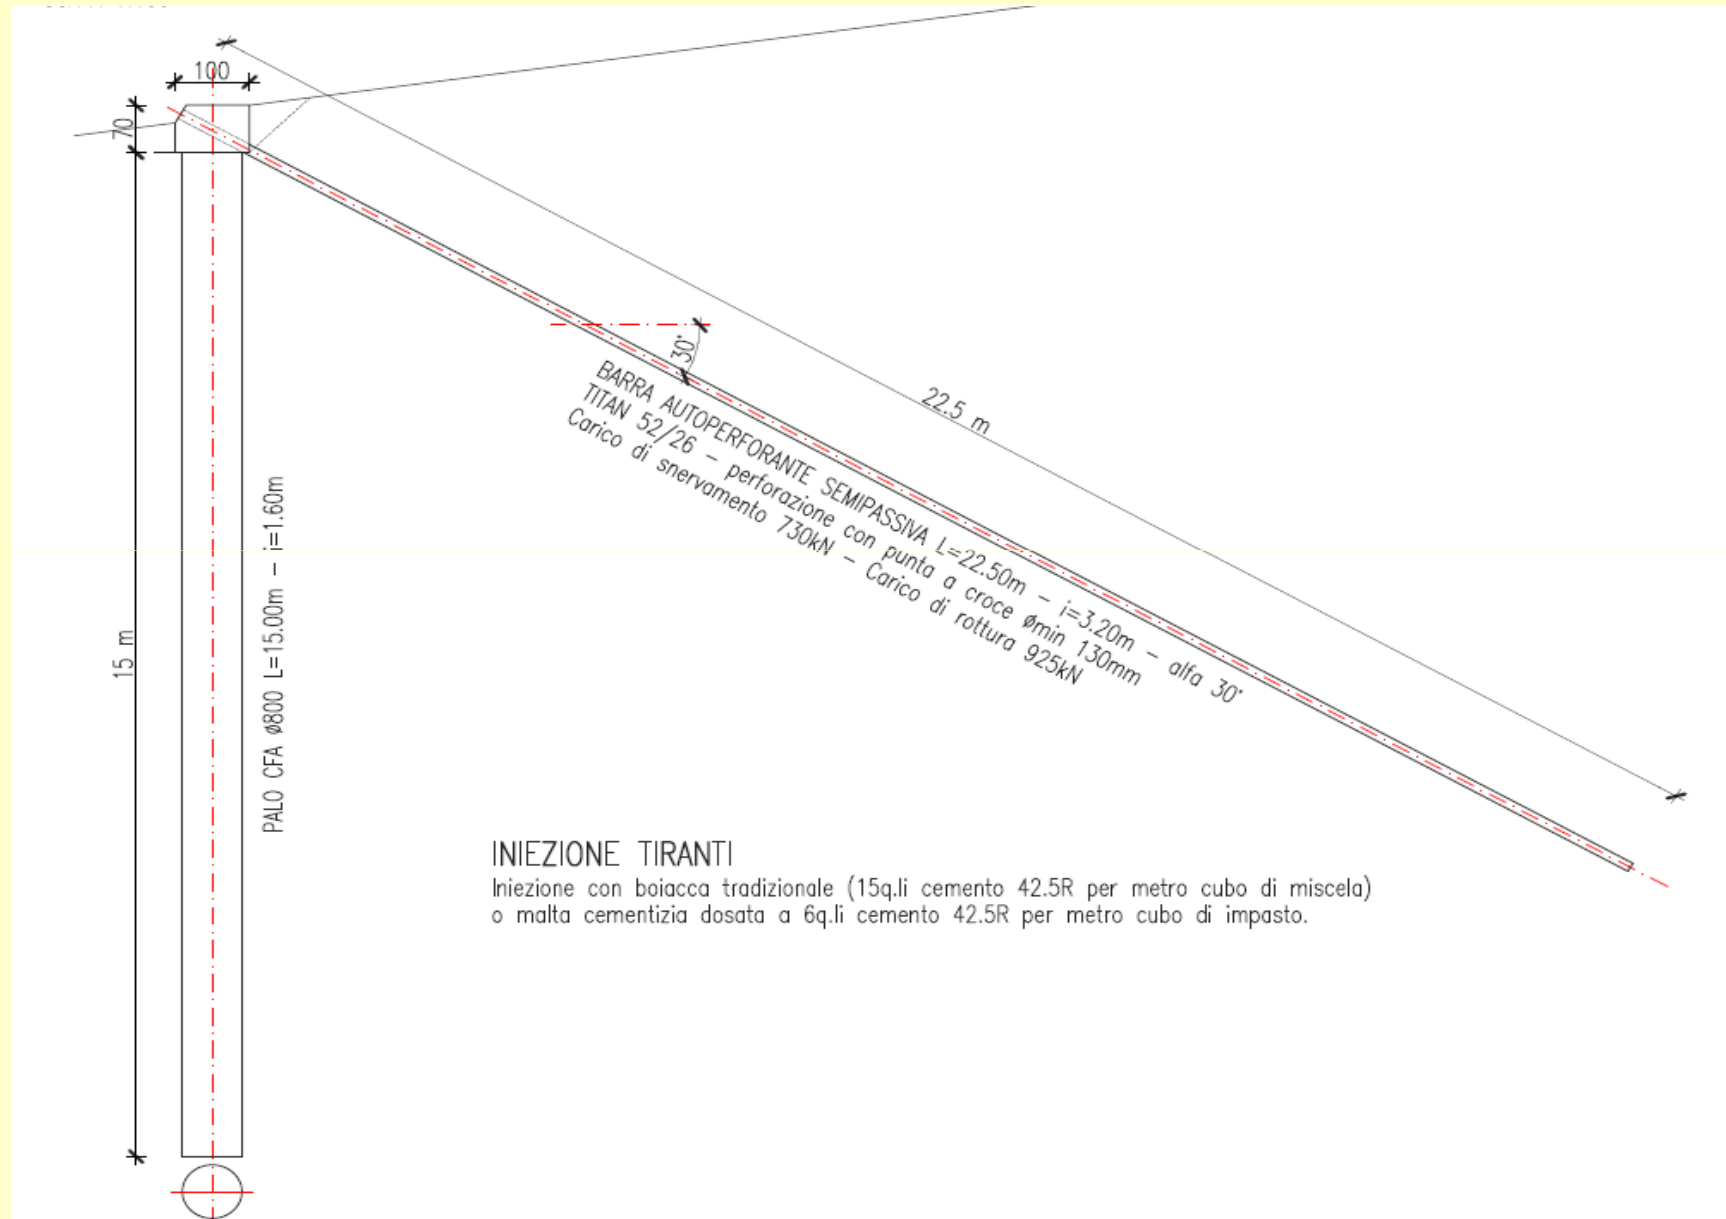 100
70
30°
22.5 m
BARRA AUTOPERFORANTE SEMIPASSIVA L=22.50m - i=3.20m - alfa 30°
TITAN 52/26 - perforazione con punta a croce ømin 130mm
Carico di snervamento 730kN - Carico di rottura 925kN
15 m
PALO CFA ø800 L=15.00m - i=1.60m
INIEZIONE TIRANTI
Iniezione con boiacca tradizionale (15q.li cemento 42.5R per metro cubo di miscela)
o malta cementizia dosata a 6q.li cemento 42.5R per metro cubo di impasto.